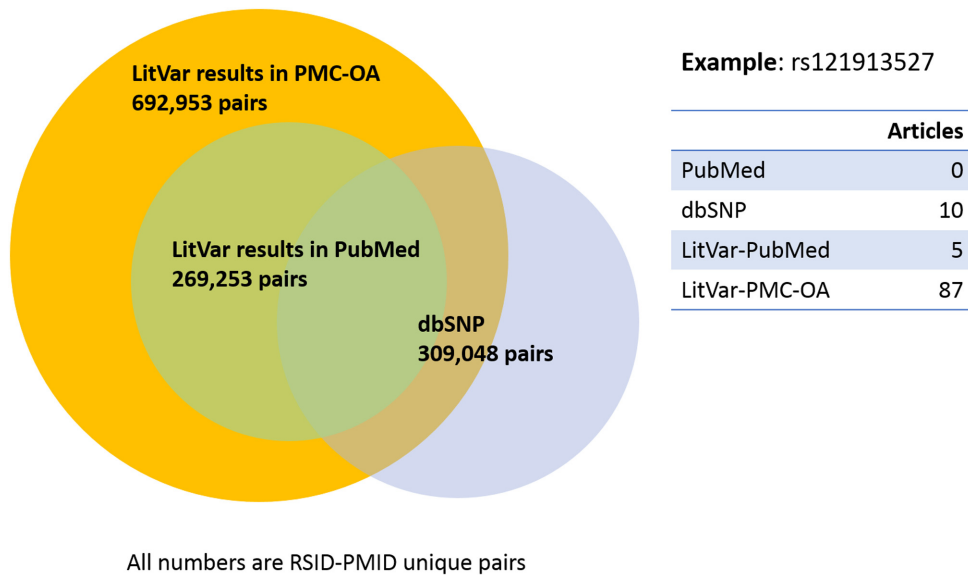 LitVar results in PMC-OA
692,953 pairs
LitVar results in PubMed
269,253 pairs
dbSNP
309,048 pairs
All numbers are RSID-PMID unique pairs
Example: rs121913527
Articles
PubMed 0
dbSNP 10
LitVar-PubMed 5
LitVar-PMC-OA 87